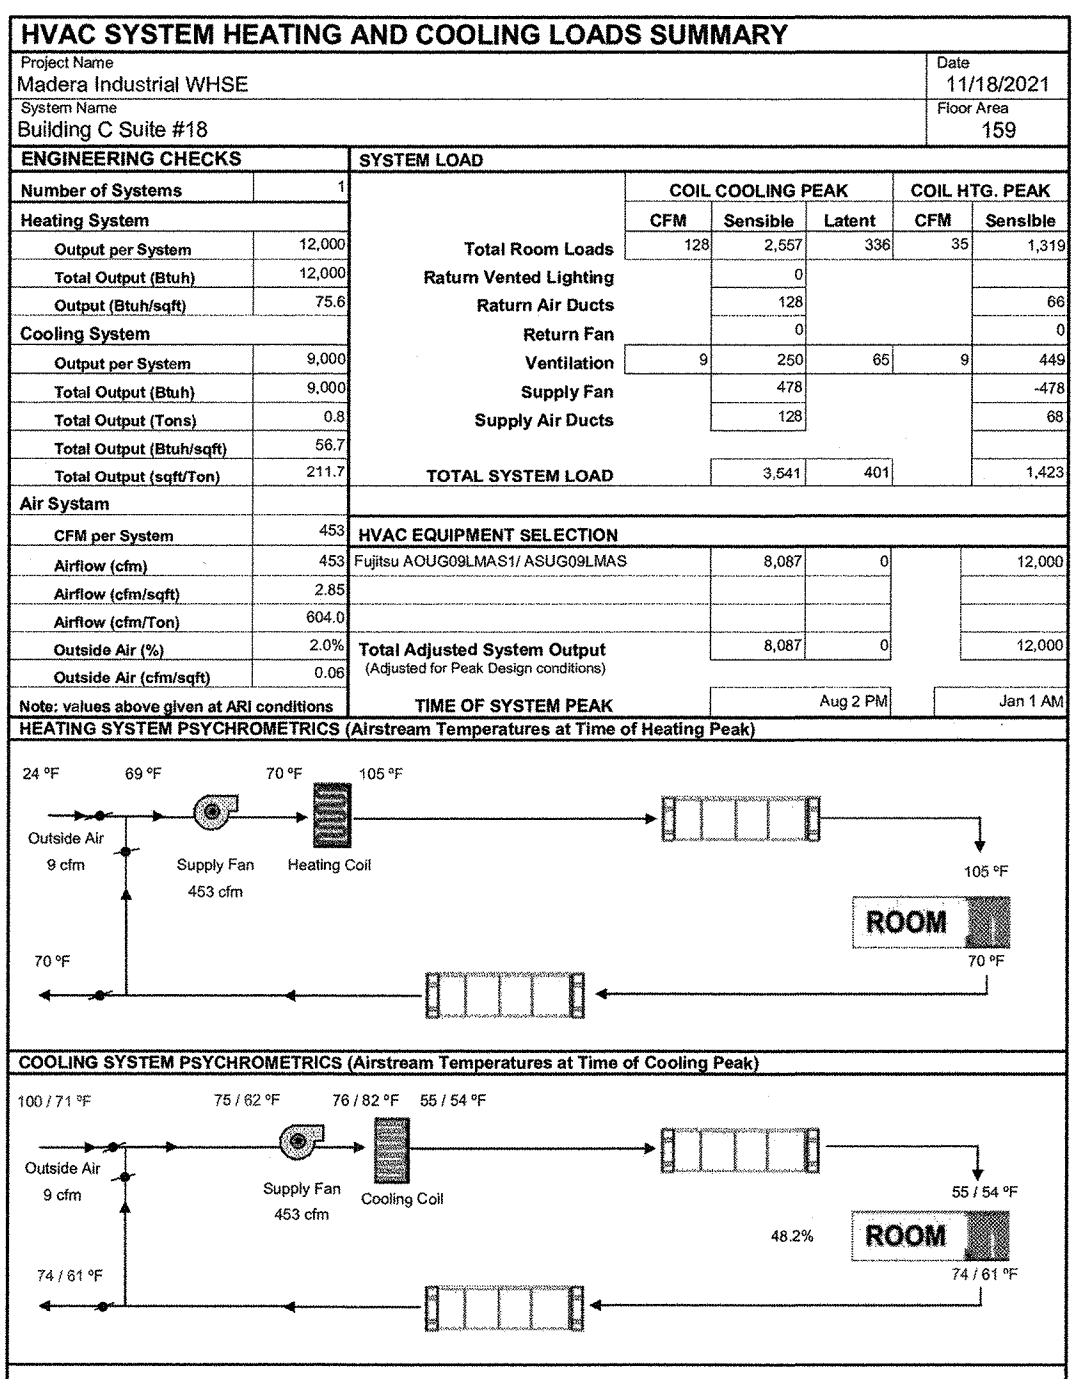 HVAC SYSTEM HEATING AND COOLING LOADS SUMMARY
Project Name Date
Madera Industrial WHSE 11/18/2021
System Name Floor Area
Building C Suite #18 159
ENGINEERING CHECKS SYSTEM LOAD
Number of Systems 1 COIL COOLING PEAK COIL HTG. PEAK
Heating System CFM Sensible Latent CFM Sensible
Output per System 12,000 Total Room Loads 128 2,557 336 35 1,319
Total Output (Btuh) 12,000 Raturn Vented Lighting 0
Output (Btuh/sqft) 75.6 Raturn Air Ducts 128 66
Cooling System Return Fan 0 0
Output per System 9,000 Ventilation 9 250 65 9 449
Total Output (Btuh) 9,000 Supply Fan 478 -478
Total Output (Tons) 0.8 Supply Air Ducts 128 68
Total Output (Btuh/sqft) 56.7
Total Output (sqft/Ton) 211.7 TOTAL SYSTEM LOAD 3,541 401 1,423
Air Systam
CFM per System 453 HVAC EQUIPMENT SELECTION
Airflow (cfm) 453 Fujitsu AOUG09LMAS1/ ASUG09LMAS 8,087 0 12,000
Airflow (cfm/sqft) 2.85
Airflow (cfm/Ton) 604.0
Outside Air (%) 2.0% Total Adjusted System Output 8,087 0 12,000
(Adjusted for Peak Design conditions)
Outside Air (cfm/sqft) 0.06
Note: values above given at ARI conditions TIME OF SYSTEM PEAK Aug 2 PM Jan 1 AM
HEATING SYSTEM PSYCHROMETRICS (Airstream Temperatures at Time of Heating Peak)
24 ºF 69 ºF 70 ºF 105 ºF
Outside Air
9 cfm Supply Fan Heating Coil
453 cfm
105 ºF
ROOM
70 ºF 70 ºF
COOLING SYSTEM PSYCHROMETRICS (Airstream Temperatures at Time of Cooling Peak)
100 / 71 ºF 75 / 62 ºF 76 / 82 ºF 55 / 54 ºF
Outside Air
9 cfm Supply Fan Cooling Coil
453 cfm
55 / 54 ºF
48.2% ROOM
74 / 61 ºF 74 / 61 ºF